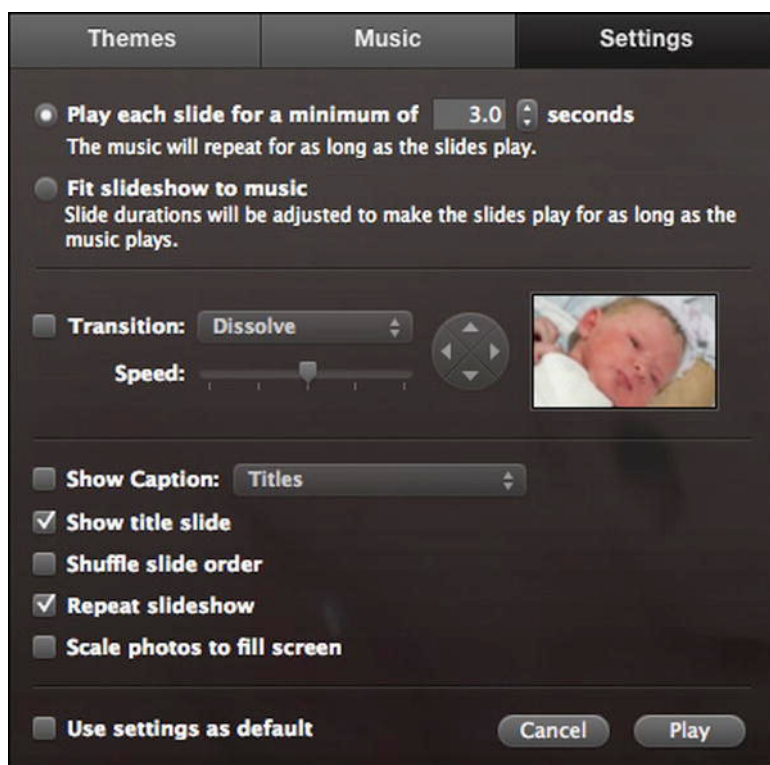 Themes Music Settings
Play each slide for a minimum of 3.0 seconds
The music will repeat for as long as the slides play.
Fit slideshow to music
Slide durations will be adjusted to make the slides play for as long as the
music plays.
Transition: Dissolve
Speed:
Show Caption: Titles
Show title slide
Shuffle slide order
Repeat slideshow
Scale photos to fill screen
Use settings as default Cancel Play